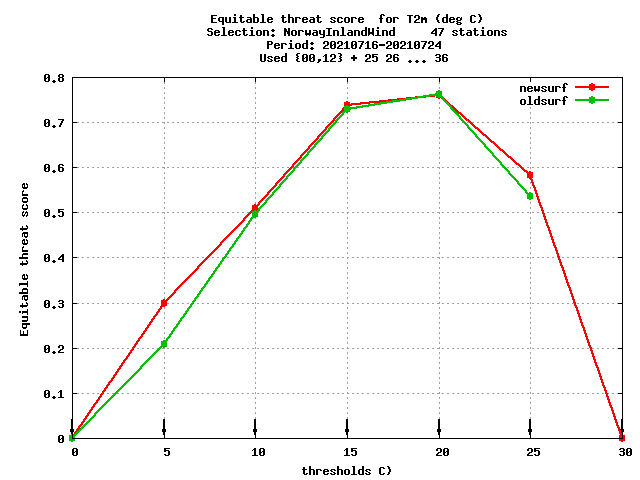 Equitable threat score  for T2m (deg C)
Selection: NorwayInlandWind     47 stations
Period: 20210716-20210724
Used {00,12} + 25 26 ... 36
0.8
0.7
0.6
0.5
0.4
0.3
0.2
0.1
0
Equitable threat score
newsurf
oldsurf
0 5 10 15 20 25 30
thresholds C)